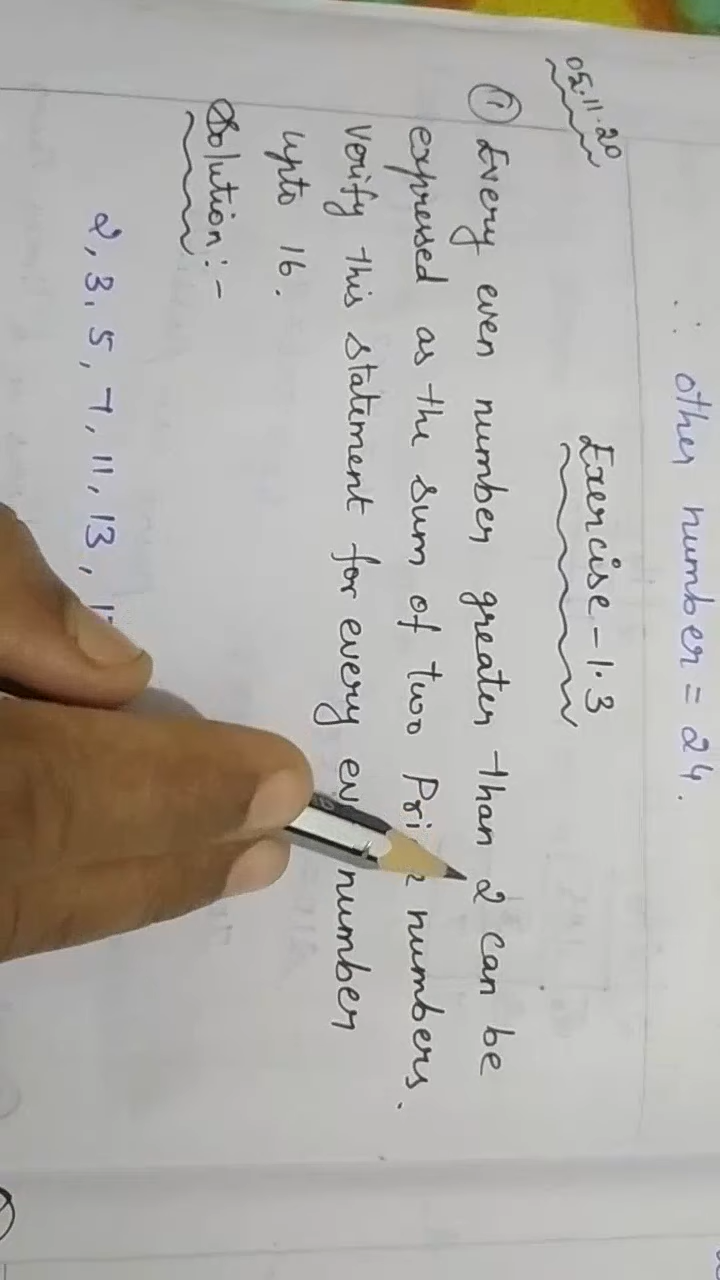 ∴ other number = 24.
Exercise - 1.3
05.11.20
① Every even number greater than 2 can be
expressed as the sum of two numbers.
Verify this statement for every number
upto 16.
Solution:-
2, 3, 5, 7, 11, 13,